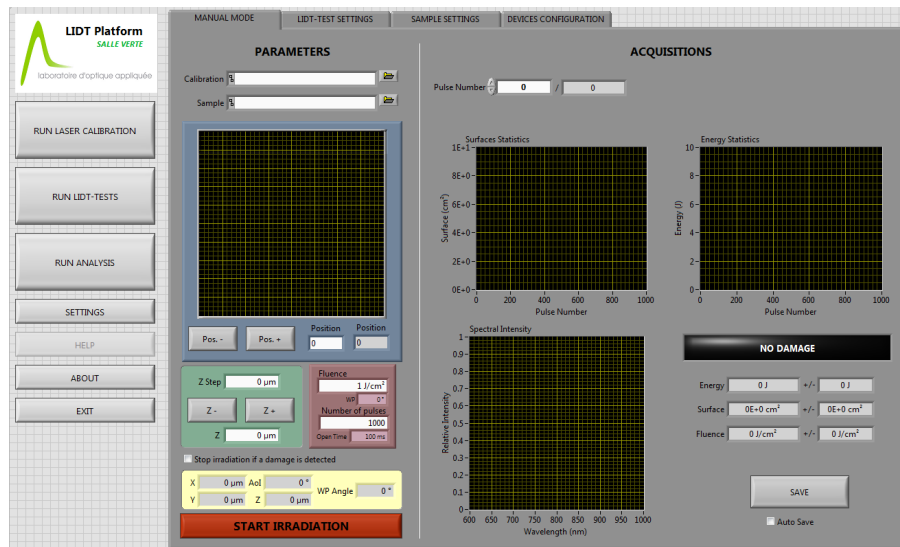 LIDT Platform
SALLE VERTE
laboratoire d'optique appliquée
RUN LASER CALIBRATION
RUN LIDT-TESTS
RUN ANALYSIS
SETTINGS
HELP
ABOUT
EXIT
MANUAL MODE LIDT-TEST SETTINGS SAMPLE SETTINGS DEVICES CONFIGURATION
PARAMETERS
Calibration
Sample
Pos. - Pos. + Position Position
0 0
Z Step 0 µm
Z - Z +
Z 0 µm
Fluence
1 J/cm²
WP 0°
Number of pulses
1000
Open Time 100 ms
Stop irradiation if a damage is detected
X 0 µm AoI 0 °
WP Angle 0 °
Y 0 µm Z 0 µm
START IRRADIATION
ACQUISITIONS
Pulse Number 0 / 0
Surfaces Statistics
1E+1
8E+0
6E+0
4E+0
2E+0
0E+0
Surface (cm²)
0 200 400 600 800 1000
Pulse Number
Energy Statistics
10
8
6
4
2
0
Energy (J)
0 200 400 600 800 1000
Pulse Number
Spectral Intensity
1
0.9
0.8
0.7
0.6
0.5
0.4
0.3
0.2
0.1
0
Relative Intensity
600 650 700 750 800 850 900 950 1000
Wavelength (nm)
NO DAMAGE
Energy 0 J +/- 0 J
Surface 0E+0 cm² +/- 0E+0 cm²
Fluence 0 J/cm² +/- 0 J/cm²
SAVE
Auto Save